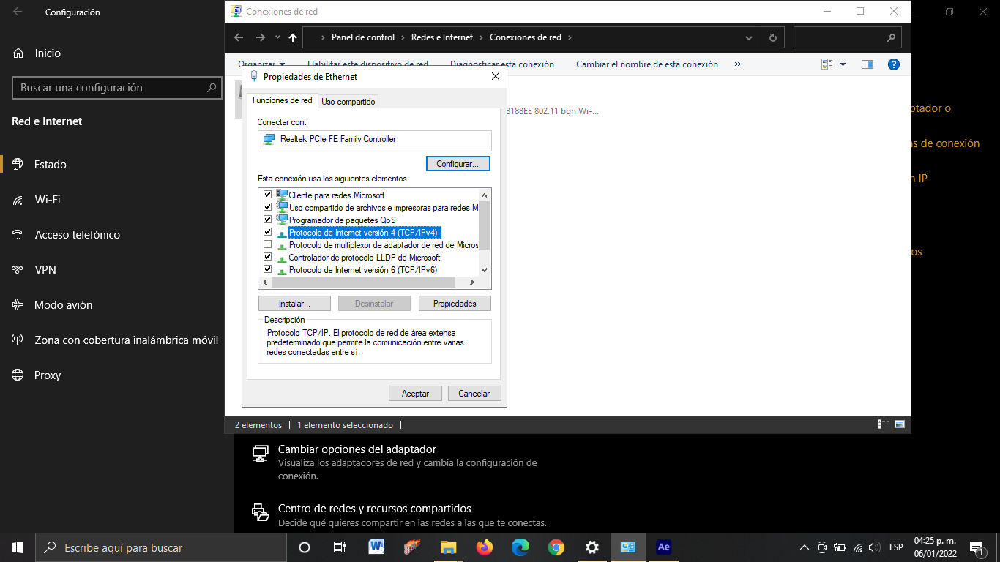 Configuración
Inicio
Buscar una configuración
Red e Internet
Estado
Wi-Fi
Acceso telefónico
VPN
Modo avión
Zona con cobertura inalámbrica móvil
Proxy
Conexiones de red
Panel de control
Redes e Internet
Conexiones de red
Organizar
Habilitar este dispositivo de red
Diagnosticar esta conexión
Cambiar el nombre de esta conexión
»
8188EE 802.11 bgn Wi-...
Propiedades de Ethernet
Funciones de red
Uso compartido
Conectar con:
Realtek PCIe FE Family Controller
Configurar...
Esta conexión usa los siguientes elementos:
Cliente para redes Microsoft
Uso compartido de archivos e impresoras para redes M
Programador de paquetes QoS
Protocolo de Internet versión 4 (TCP/IPv4)
Protocolo de multiplexor de adaptador de red de Micros
Controlador de protocolo LLDP de Microsoft
Protocolo de Internet versión 6 (TCP/IPv6)
Instalar...
Desinstalar
Propiedades
Descripción
Protocolo TCP/IP. El protocolo de red de área extensa
predeterminado que permite la comunicación entre varias
redes conectadas entre sí.
Aceptar
Cancelar
2 elementos
1 elemento seleccionado
ptador o
as de conexión
n IP
os
Cambiar opciones del adaptador
Visualiza los adaptadores de red y cambia la configuración de
conexión.
Centro de redes y recursos compartidos
Decide qué quieres compartir en las redes a las que te conectas.
Escribe aquí para buscar
W
Ae
ESP
04:25 p. m.
06/01/2022
1